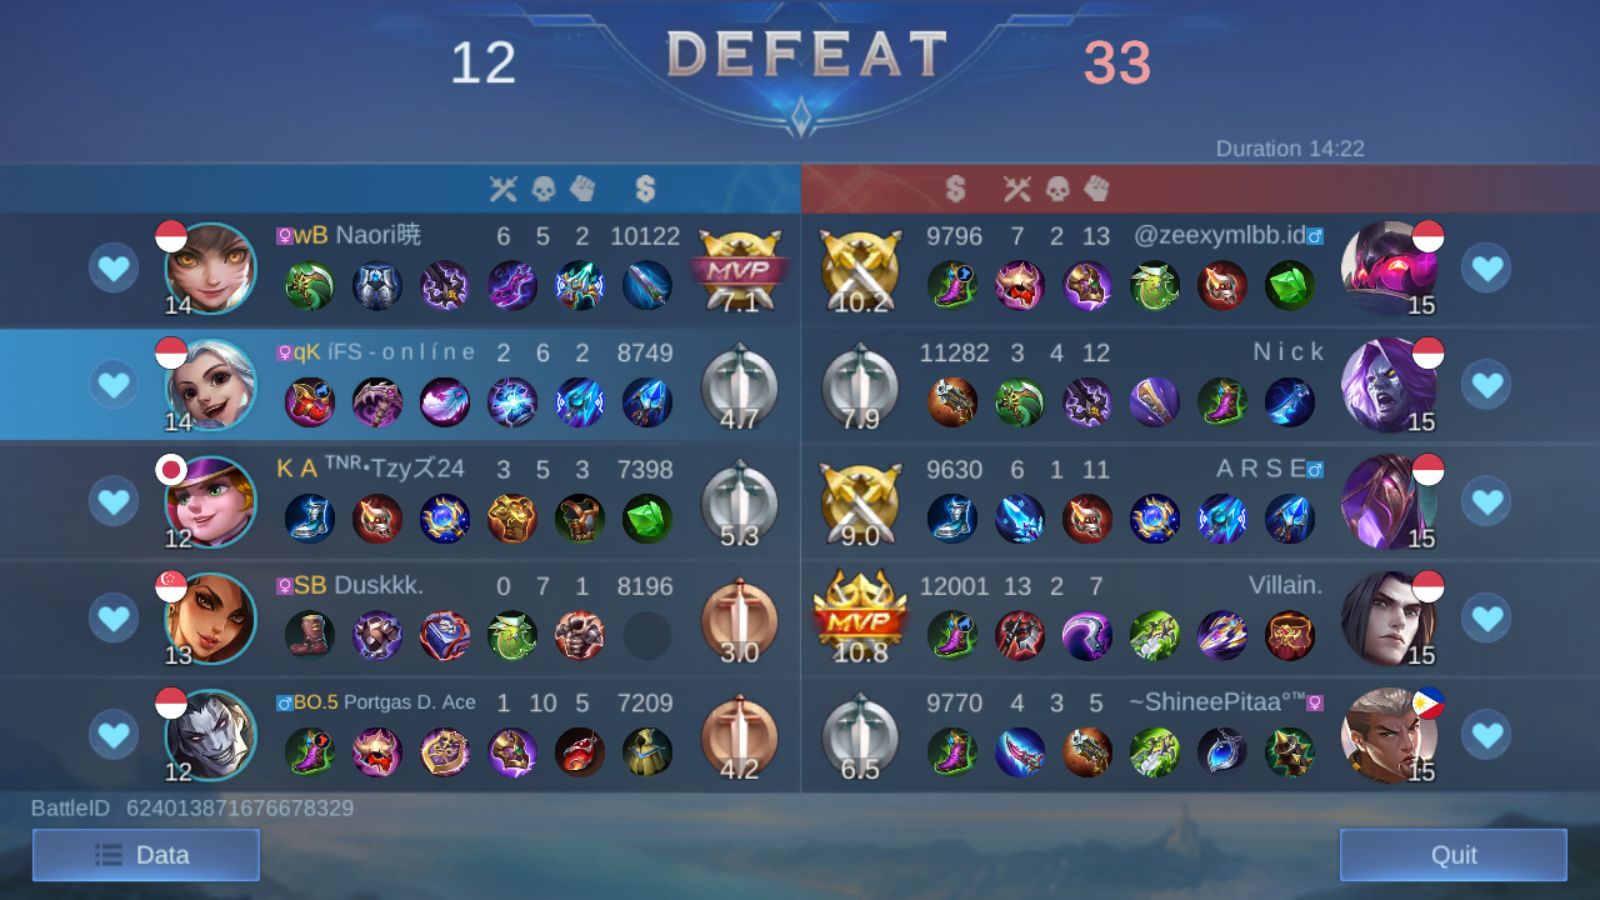 12 DEFEAT 33
Duration 14:22
wB Naori暁 6 5 2 10122 MVP 7.1 14
10.2 9796 7 2 13 @zeexymlbb.id 15
qK íFS - o n l í n e 2 6 2 8749 4.7 14
7.9 11282 3 4 12 N i c k 15
K A ᵀᴺᴿ•Tzyズ24 3 5 3 7398 5.3 12
9.0 9630 6 1 11 A R S E 15
SB Duskkk. 0 7 1 8196 3.0 13
MVP 10.8 12001 13 2 7 Villain. 15
BO.5 Portgas D. Ace 1 10 5 7209 4.2 12
6.5 9770 4 3 5 ~ShineePitaa°™ 15
BattleID 624013871676678329
Data
Quit